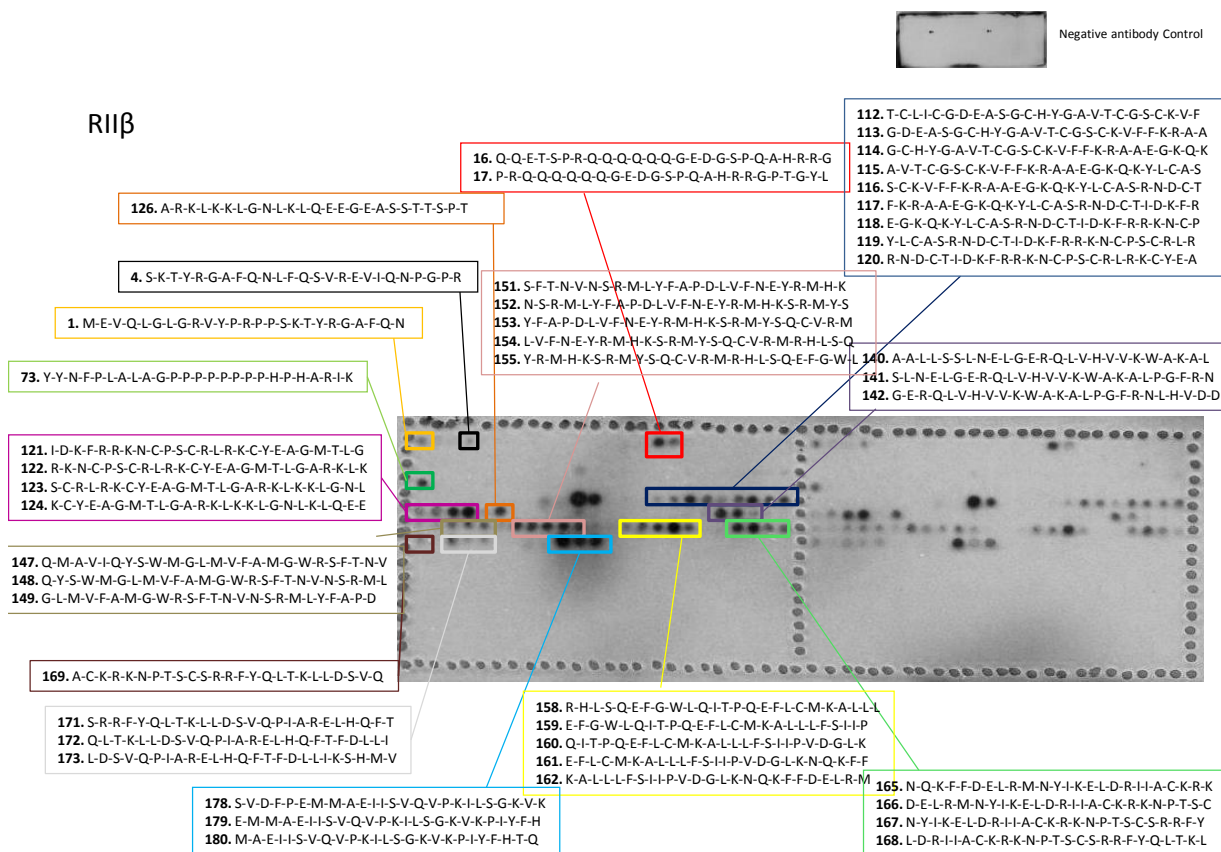 Negative antibody Control
RIIβ
112. T-C-L-I-C-G-D-E-A-S-G-C-H-Y-G-A-V-T-C-G-S-C-K-V-F
113. G-D-E-A-S-G-C-H-Y-G-A-V-T-C-G-S-C-K-V-F-F-K-R-A-A
114. G-C-H-Y-G-A-V-T-C-G-S-C-K-V-F-F-K-R-A-A-E-G-K-Q-K
115. A-V-T-C-G-S-C-K-V-F-F-K-R-A-A-E-G-K-Q-K-Y-L-C-A-S
116. S-C-K-V-F-F-K-R-A-A-E-G-K-Q-K-Y-L-C-A-S-R-N-D-C-T
117. F-K-R-A-A-E-G-K-Q-K-Y-L-C-A-S-R-N-D-C-T-I-D-K-F-R
118. E-G-K-Q-K-Y-L-C-A-S-R-N-D-C-T-I-D-K-F-R-R-K-N-C-P
119. Y-L-C-A-S-R-N-D-C-T-I-D-K-F-R-R-K-N-C-P-S-C-R-L-R
120. R-N-D-C-T-I-D-K-F-R-R-K-N-C-P-S-C-R-L-R-K-C-Y-E-A
16. Q-Q-E-T-S-P-R-Q-Q-Q-Q-Q-Q-G-E-D-G-S-P-Q-A-H-R-R-G
17. P-R-Q-Q-Q-Q-Q-Q-G-E-D-G-S-P-Q-A-H-R-R-G-P-T-G-Y-L
126. A-R-K-L-K-K-L-G-N-L-K-L-Q-E-E-G-E-A-S-S-T-T-S-P-T
4. S-K-T-Y-R-G-A-F-Q-N-L-F-Q-S-V-R-E-V-I-Q-N-P-G-P-R
151. S-F-T-N-V-N-S-R-M-L-Y-F-A-P-D-L-V-F-N-E-Y-R-M-H-K
152. N-S-R-M-L-Y-F-A-P-D-L-V-F-N-E-Y-R-M-H-K-S-R-M-Y-S
153. Y-F-A-P-D-L-V-F-N-E-Y-R-M-H-K-S-R-M-Y-S-Q-C-V-R-M
154. L-V-F-N-E-Y-R-M-H-K-S-R-M-Y-S-Q-C-V-R-M-R-H-L-S-Q
155. Y-R-M-H-K-S-R-M-Y-S-Q-C-V-R-M-R-H-L-S-Q-E-F-G-W-L
1. M-E-V-Q-L-G-L-G-R-V-Y-P-R-P-P-S-K-T-Y-R-G-A-F-Q-N
140. A-A-L-L-S-S-L-N-E-L-G-E-R-Q-L-V-H-V-V-K-W-A-K-A-L
141. S-L-N-E-L-G-E-R-Q-L-V-H-V-V-K-W-A-K-A-L-P-G-F-R-N
142. G-E-R-Q-L-V-H-V-V-K-W-A-K-A-L-P-G-F-R-N-L-H-V-D-D
73. Y-Y-N-F-P-L-A-L-A-G-P-P-P-P-P-P-P-P-H-P-H-A-R-I-K
121. I-D-K-F-R-R-K-N-C-P-S-C-R-L-R-K-C-Y-E-A-G-M-T-L-G
122. R-K-N-C-P-S-C-R-L-R-K-C-Y-E-A-G-M-T-L-G-A-R-K-L-K
123. S-C-R-L-R-K-C-Y-E-A-G-M-T-L-G-A-R-K-L-K-K-L-G-N-L
124. K-C-Y-E-A-G-M-T-L-G-A-R-K-L-K-K-L-G-N-L-K-L-Q-E-E
147. Q-M-A-V-I-Q-Y-S-W-M-G-L-M-V-F-A-M-G-W-R-S-F-T-N-V
148. Q-Y-S-W-M-G-L-M-V-F-A-M-G-W-R-S-F-T-N-V-N-S-R-M-L
149. G-L-M-V-F-A-M-G-W-R-S-F-T-N-V-N-S-R-M-L-Y-F-A-P-D
169. A-C-K-R-K-N-P-T-S-C-S-R-R-F-Y-Q-L-T-K-L-L-D-S-V-Q
171. S-R-R-F-Y-Q-L-T-K-L-L-D-S-V-Q-P-I-A-R-E-L-H-Q-F-T
172. Q-L-T-K-L-L-D-S-V-Q-P-I-A-R-E-L-H-Q-F-T-F-D-L-L-I
173. L-D-S-V-Q-P-I-A-R-E-L-H-Q-F-T-F-D-L-L-I-K-S-H-M-V
158. R-H-L-S-Q-E-F-G-W-L-Q-I-T-P-Q-E-F-L-C-M-K-A-L-L-L
159. E-F-G-W-L-Q-I-T-P-Q-E-F-L-C-M-K-A-L-L-L-F-S-I-I-P
160. Q-I-T-P-Q-E-F-L-C-M-K-A-L-L-L-F-S-I-I-P-V-D-G-L-K
161. E-F-L-C-M-K-A-L-L-L-F-S-I-I-P-V-D-G-L-K-N-Q-K-F-F
162. K-A-L-L-L-F-S-I-I-P-V-D-G-L-K-N-Q-K-F-F-D-E-L-R-M
165. N-Q-K-F-F-D-E-L-R-M-N-Y-I-K-E-L-D-R-I-I-A-C-K-R-K
166. D-E-L-R-M-N-Y-I-K-E-L-D-R-I-I-A-C-K-R-K-N-P-T-S-C
167. N-Y-I-K-E-L-D-R-I-I-A-C-K-R-K-N-P-T-S-C-S-R-R-F-Y
168. L-D-R-I-I-A-C-K-R-K-N-P-T-S-C-S-R-R-F-Y-Q-L-T-K-L
178. S-V-D-F-P-E-M-M-A-E-I-I-S-V-Q-V-P-K-I-L-S-G-K-V-K
179. E-M-M-A-E-I-I-S-V-Q-V-P-K-I-L-S-G-K-V-K-P-I-Y-F-H
180. M-A-E-I-I-S-V-Q-V-P-K-I-L-S-G-K-V-K-P-I-Y-F-H-T-Q